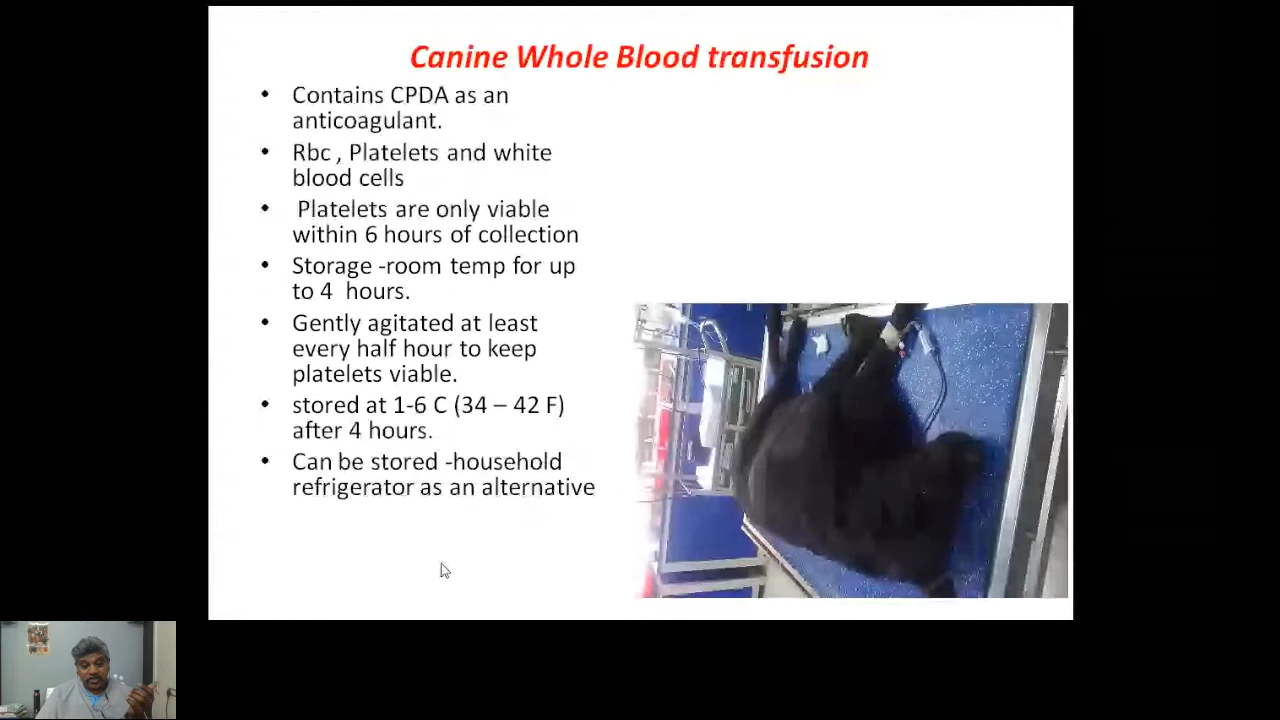 Canine Whole Blood transfusion
• Contains CPDA as an
anticoagulant.
• Rbc , Platelets and white
blood cells
• Platelets are only viable
within 6 hours of collection
• Storage -room temp for up
to 4 hours.
• Gently agitated at least
every half hour to keep
platelets viable.
• stored at 1-6 C (34 – 42 F)
after 4 hours.
• Can be stored -household
refrigerator as an alternative